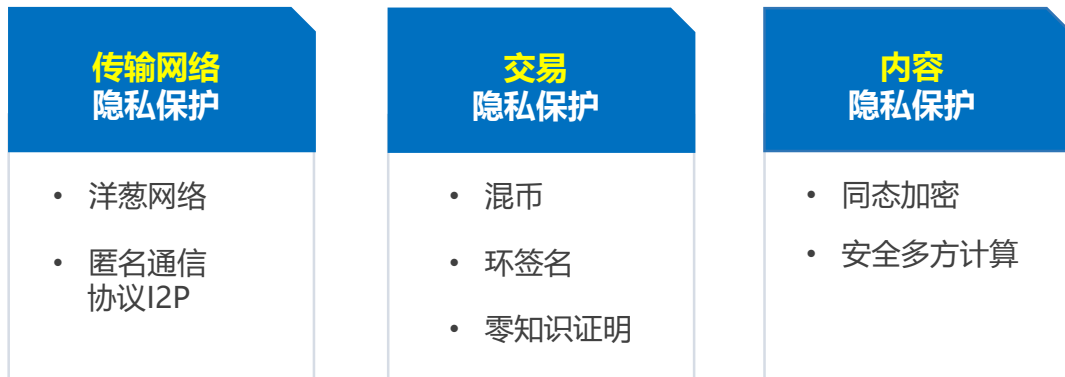 传输网络
隐私保护
• 洋葱网络
• 匿名通信
协议I2P
交易
隐私保护
• 混币
• 环签名
• 零知识证明
内容
隐私保护
• 同态加密
• 安全多方计算